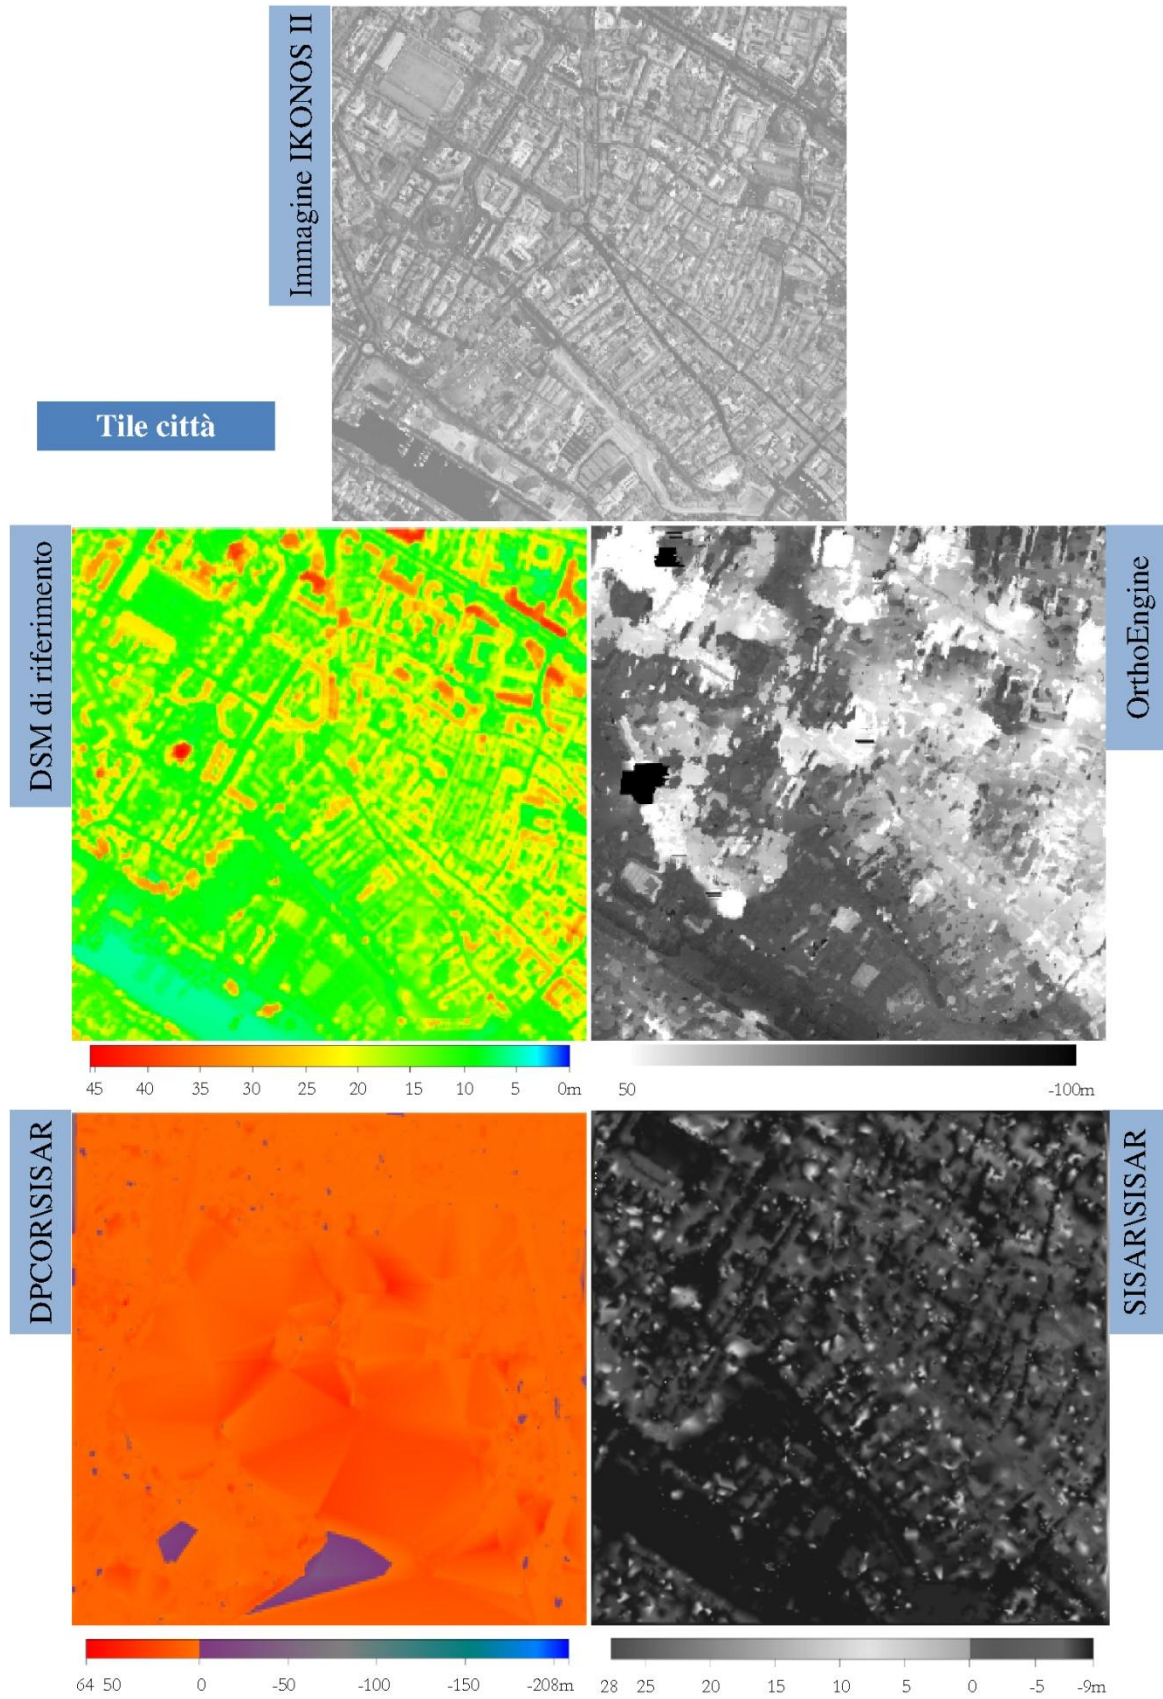 Immagine IKONOS II
Tile città
DSM di riferimento
OrthoEngine
45 40 35 30 25 20 15 10 5 0m
50 -100m
DPCOR\SISAR
SISAR\SISAR
64 50 0 -50 -100 -150 -208m
28 25 20 15 10 5 0 -5 -9m